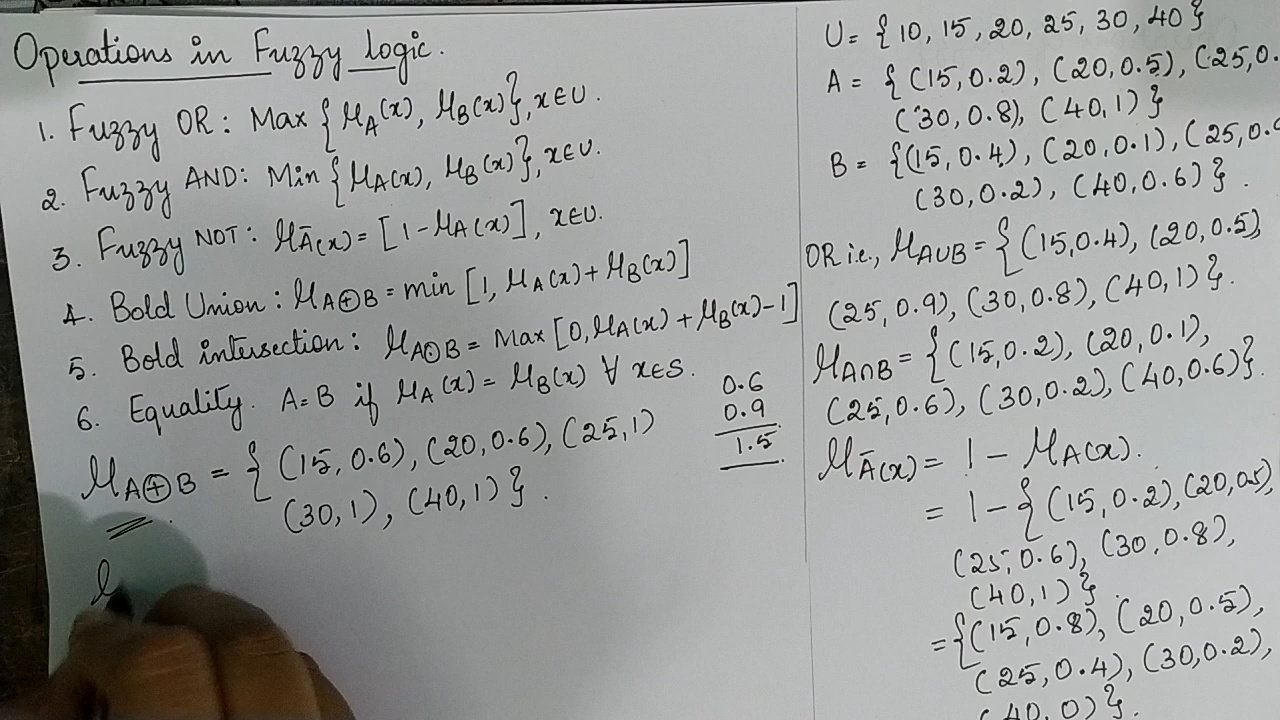 Operations in Fuzzy logic.
1. Fuzzy OR: Max {μA(x), μB(x)}, x∈U.
2. Fuzzy AND: Min {μA(x), μB(x)}, x∈U.
3. Fuzzy NOT: μĀ(x) = [1-μA(x)], x∈U.
4. Bold Union: μA⊕B = min [1, μA(x)+μB(x)]
5. Bold intersection: μA⊙B = Max [0, μA(x)+μB(x)-1]
6. Equality. A=B if μA(x) = μB(x) ∀ x∈S.
0.6
0.9
1.5
μA⊕B = {(15, 0.6), (20, 0.6), (25, 1)
(30, 1), (40, 1)}.
U = {10, 15, 20, 25, 30, 40}
A = {(15, 0.2), (20, 0.5), (25, 0.
(30, 0.8), (40, 1)}
B = {(15, 0.4), (20, 0.1), (25, 0.9
(30, 0.2), (40, 0.6)}.
OR i.e., μA∪B = {(15, 0.4), (20, 0.5),
(25, 0.9), (30, 0.8), (40, 1)}.
μA∩B = {(15, 0.2), (20, 0.1),
(25, 0.6), (30, 0.2), (40, 0.6)}.
μĀ(x) = 1 - μA(x).
= 1-{(15, 0.2), (20, 0.5),
(25, 0.6), (30, 0.8),
(40, 1)}
= {(15, 0.8), (20, 0.5),
(25, 0.4), (30, 0.2),
(40, 0)}.